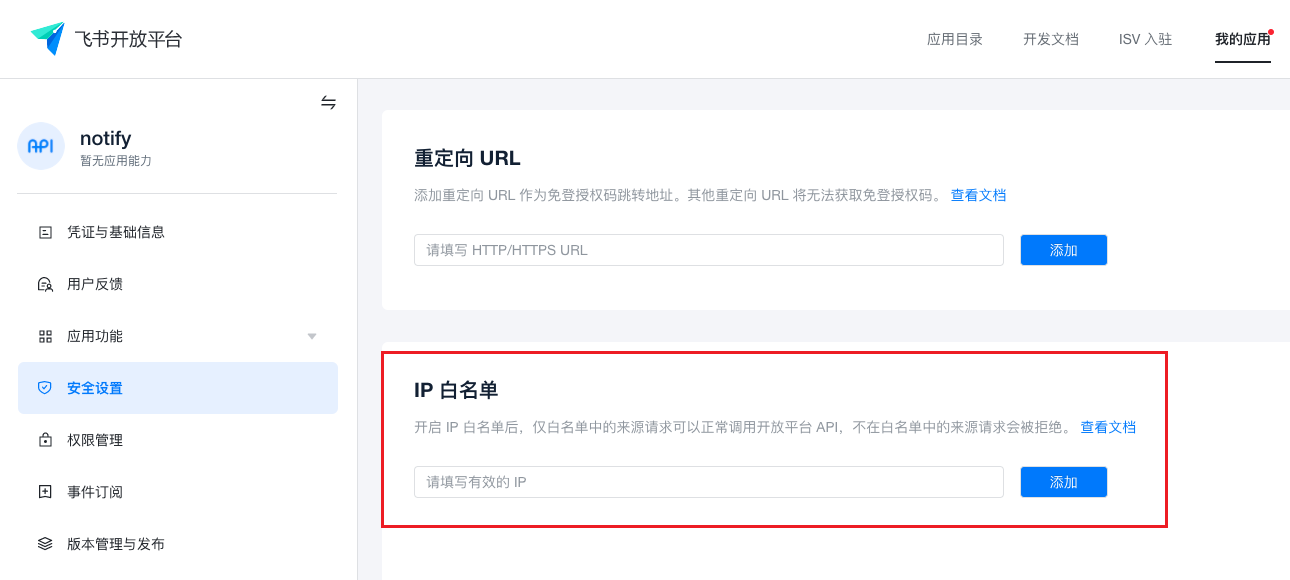 飞书开放平台
应用目录
开发文档
ISV 入驻
我的应用
API
notify
暂无应用能力
凭证与基础信息
用户反馈
应用功能
安全设置
权限管理
事件订阅
版本管理与发布
重定向 URL
添加重定向 URL 作为免登授权码跳转地址。其他重定向 URL 将无法获取免登授权码。 查看文档
请填写 HTTP/HTTPS URL
添加
IP 白名单
开启 IP 白名单后，仅白名单中的来源请求可以正常调用开放平台 API，不在白名单中的来源请求会被拒绝。 查看文档
请填写有效的 IP
添加